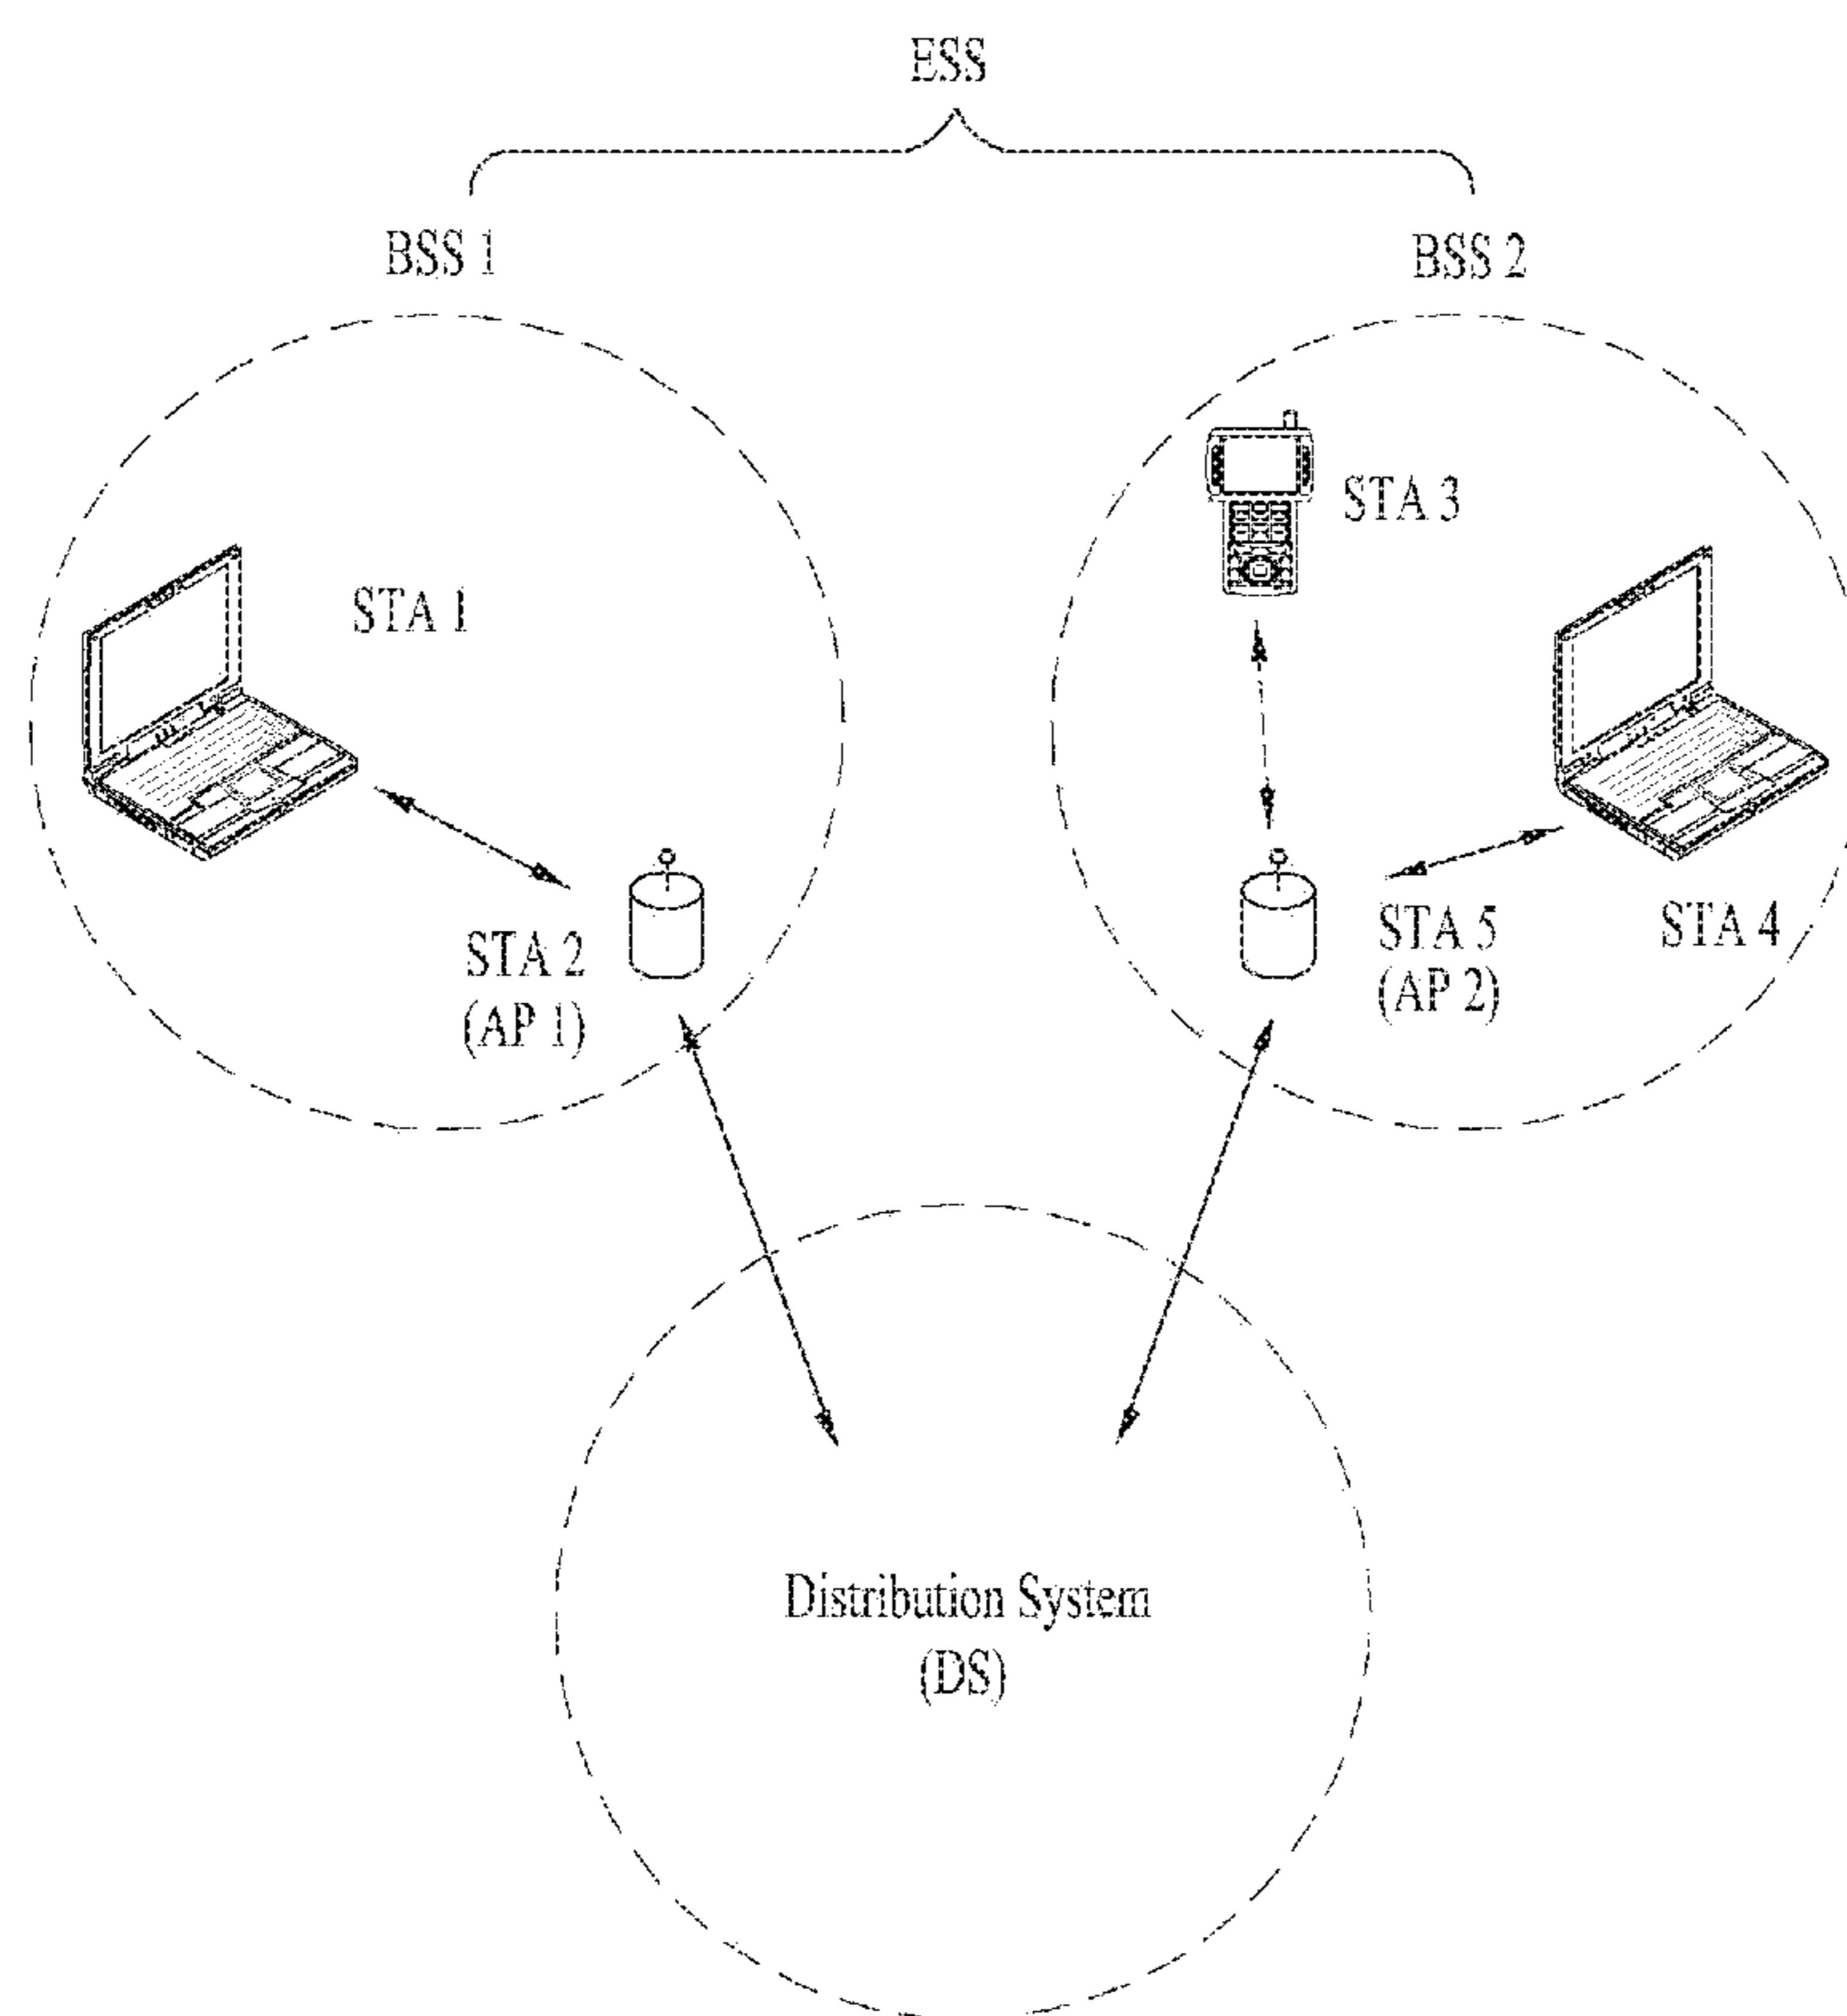 ESS
BSS 1
BSS 2
STA 3
STA 1
STA 2
(AP 1)
STA 5
(AP 2)
STA 4
Distribution System
(DS)